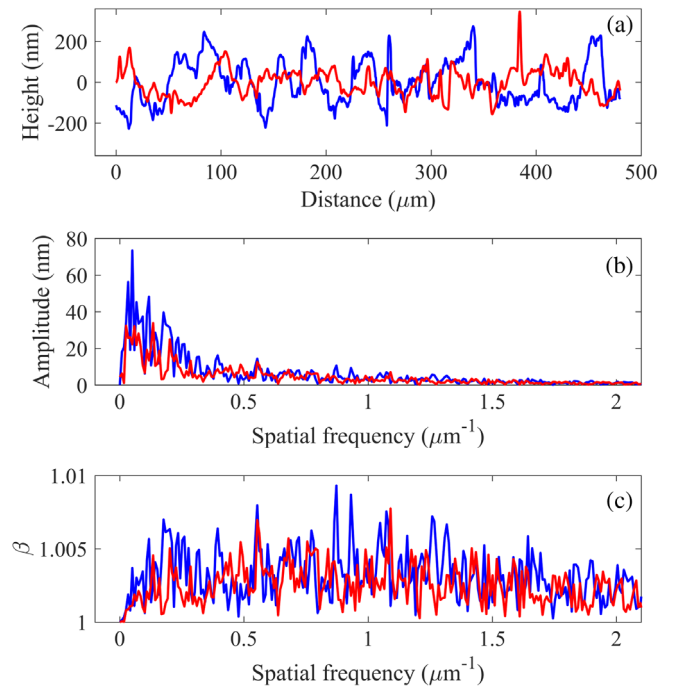 (a)
Height (nm)
200
0
-200
0 100 200 300 400 500
Distance (μm)
(b)
Amplitude (nm)
80
60
40
20
0
0 0.5 1 1.5 2
Spatial frequency (μm-1)
(c)
β
1.01
1.005
1
0 0.5 1 1.5 2
Spatial frequency (μm-1)